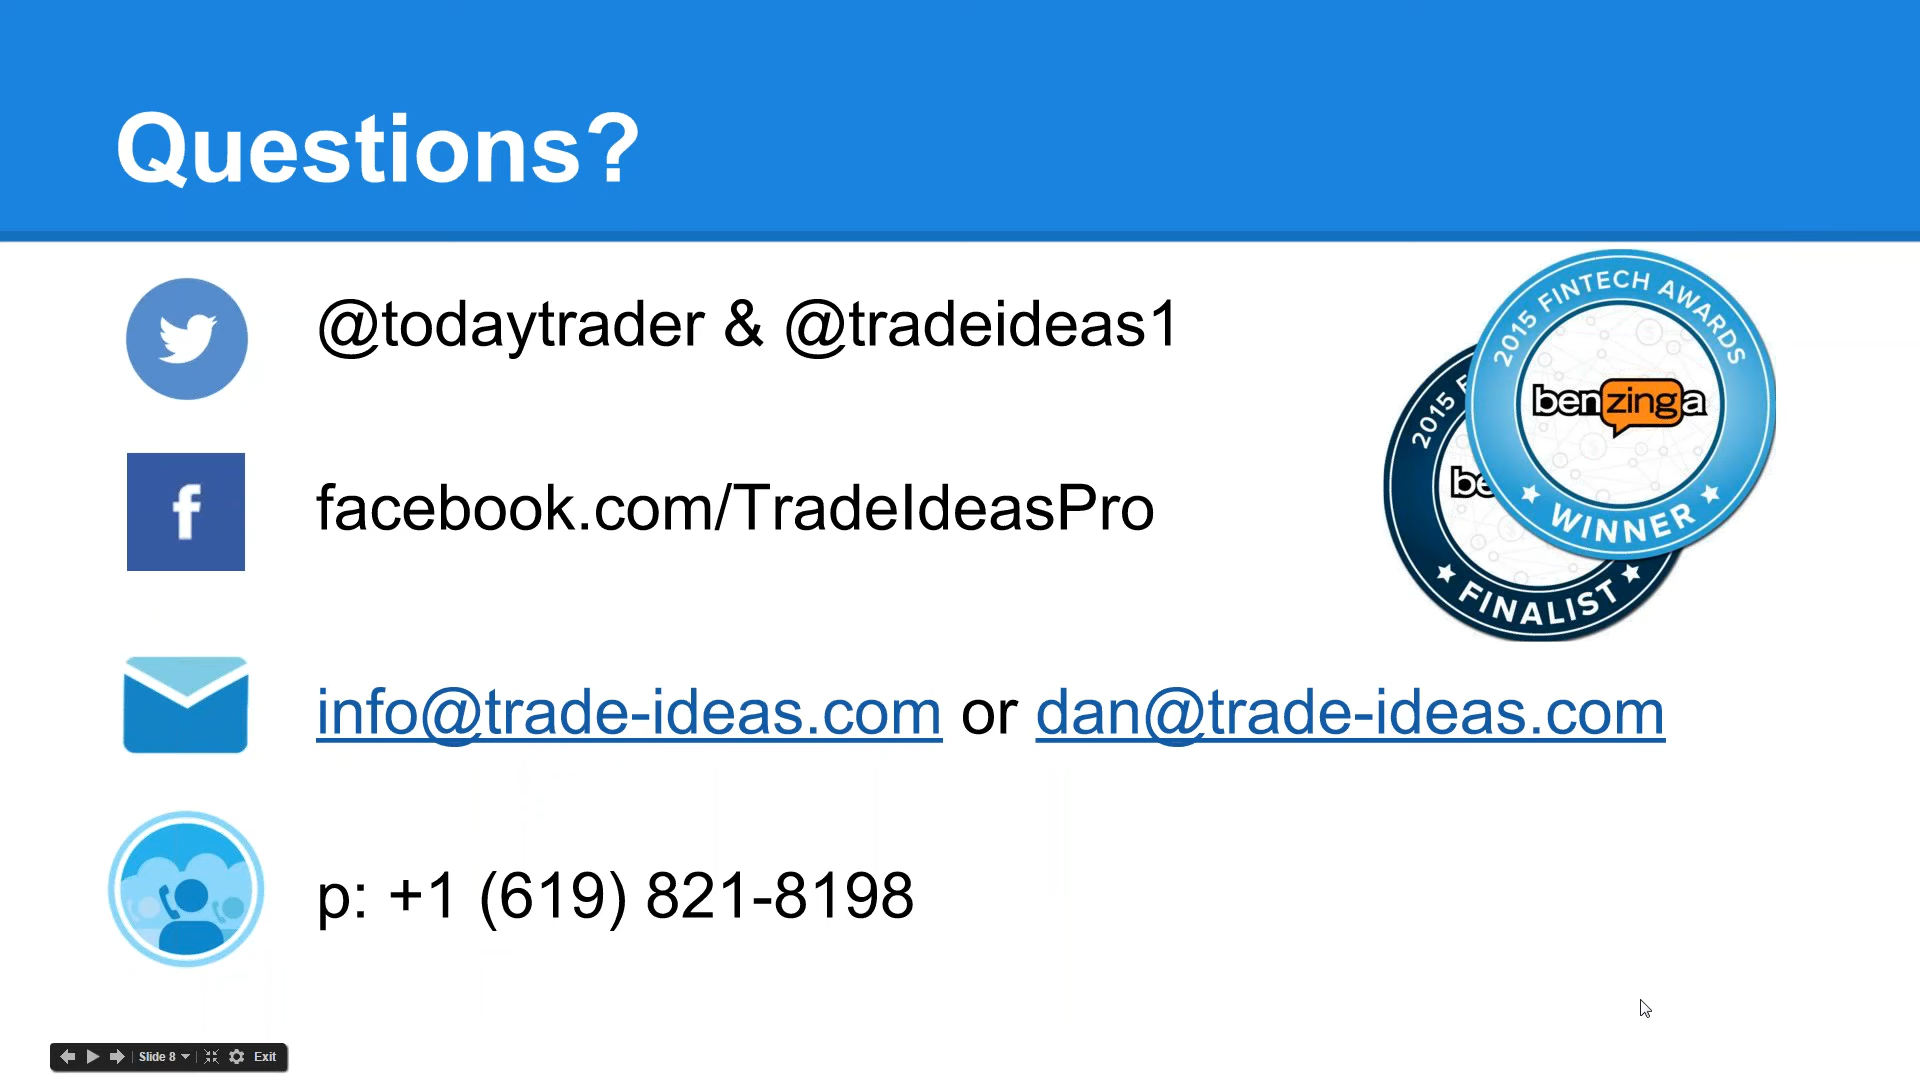 Questions?
@todaytrader & @tradeideas1
facebook.com/TradeIdeasPro
info@trade-ideas.com or dan@trade-ideas.com
p: +1 (619) 821-8198
2015 FINTECH AWARDS
benzinga
WINNER
2015 F
be
FINALIST
Slide 8
Exit